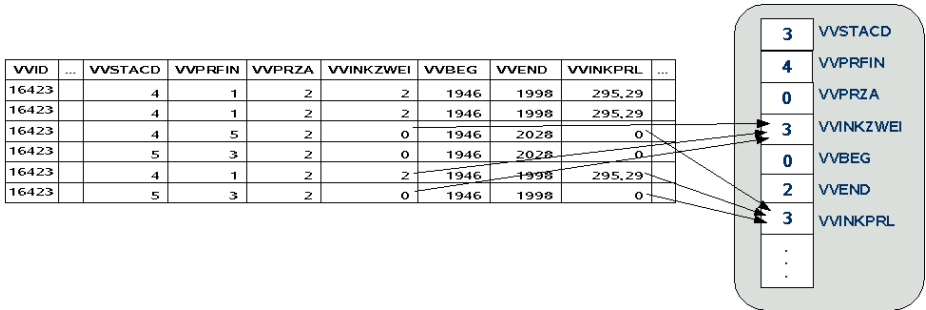 VVID ... VVSTACD VVPRFIN VVPRZA VVINKZWEI VVBEG VVEND VVINKPRL ...
16423 4 1 2 2 1946 1998 295,29
16423 4 1 2 2 1946 1998 295,29
16423 4 5 2 0 1946 2028 0
16423 5 3 2 0 1946 2028 0
16423 4 1 2 2 1946 1998 295,29
16423 5 3 2 0 1946 1998 0
3 VVSTACD
4 VVPRFIN
0 VVPRZA
3 VVINKZWEI
0 VVBEG
2 VVEND
3 VVINKPRL
.
.
.